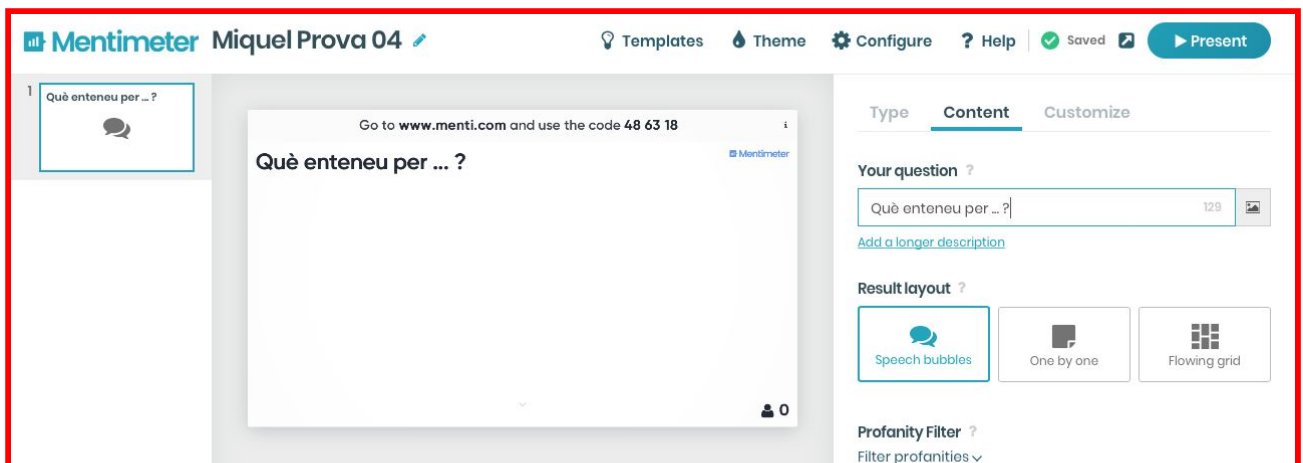 Mentimeter Miquel Prova 04 Templates Theme Configure ? Help Saved Present
1 Què enteneu per ... ?
Go to www.menti.com and use the code 48 63 18 i
Mentimeter
Què enteneu per ... ?
0
Type Content Customize
Your question ?
Què enteneu per ... ? 129
Add a longer description
Result layout ?
Speech bubbles One by one Flowing grid
Profanity Filter ?
Filter profanities